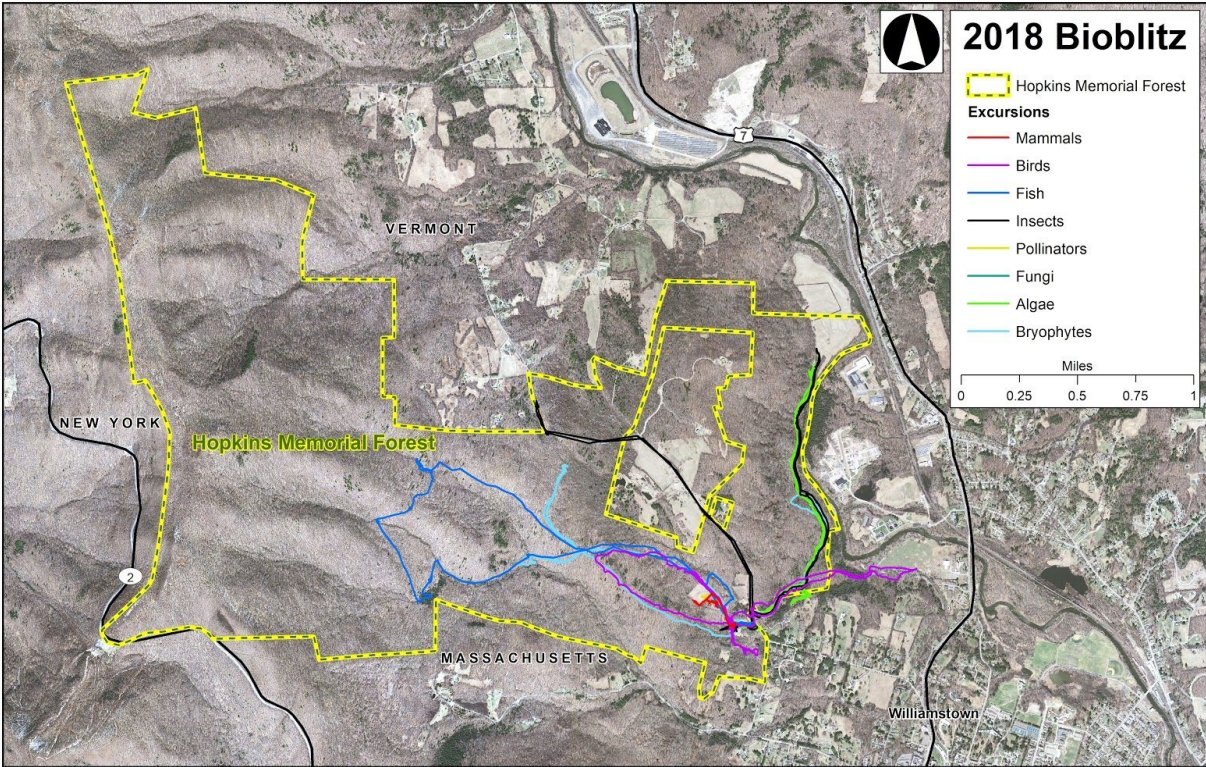 2018 Bioblitz
Hopkins Memorial Forest
Excursions
Mammals
Birds
Fish
Insects
Pollinators
Fungi
Algae
Bryophytes
Miles
0 0.25 0.5 0.75 1
7
VERMONT
NEW YORK
Hopkins Memorial Forest
2
MASSACHUSETTS
Williamstown